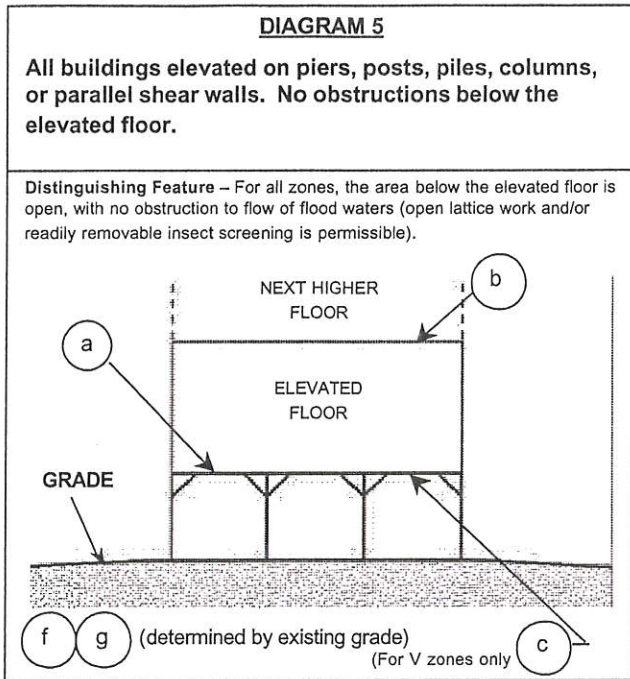 DIAGRAM 5
All buildings elevated on piers, posts, piles, columns,
or parallel shear walls.  No obstructions below the
elevated floor.
Distinguishing Feature – For all zones, the area below the elevated floor is
open, with no obstruction to flow of flood waters (open lattice work and/or
readily removable insect screening is permissible).
NEXT HIGHER
FLOOR
b
a
ELEVATED
FLOOR
GRADE
f g (determined by existing grade)
(For V zones only c